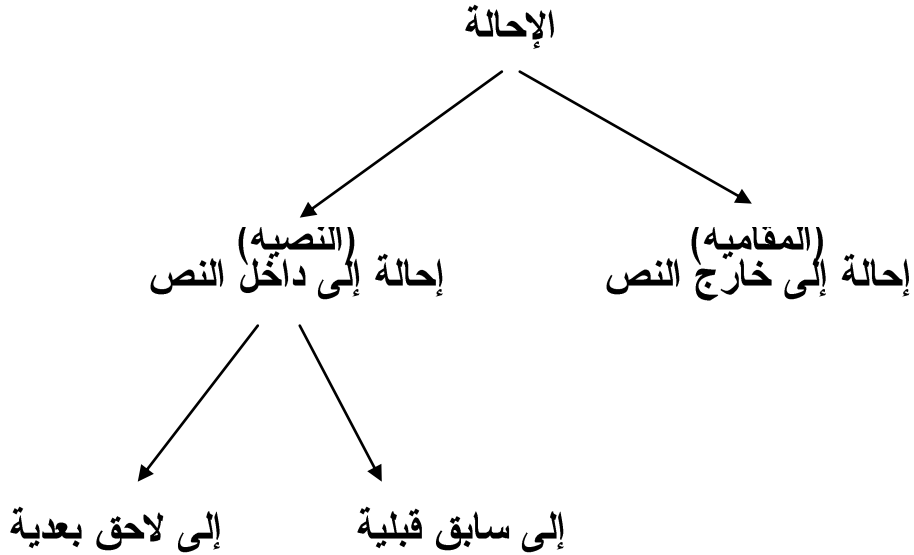 الإحالة
(المقاميه)
إحالة إلى خارج النص
(النصيه)
إحالة إلى داخل النص
إلى سابق قبلية
إلى لاحق بعدية